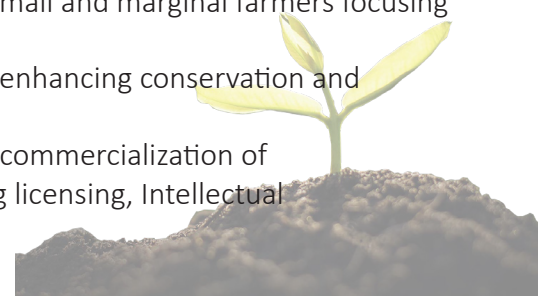 mall and marginal farmers focusing
enhancing conservation and
commercialization of
g licensing, Intellectual